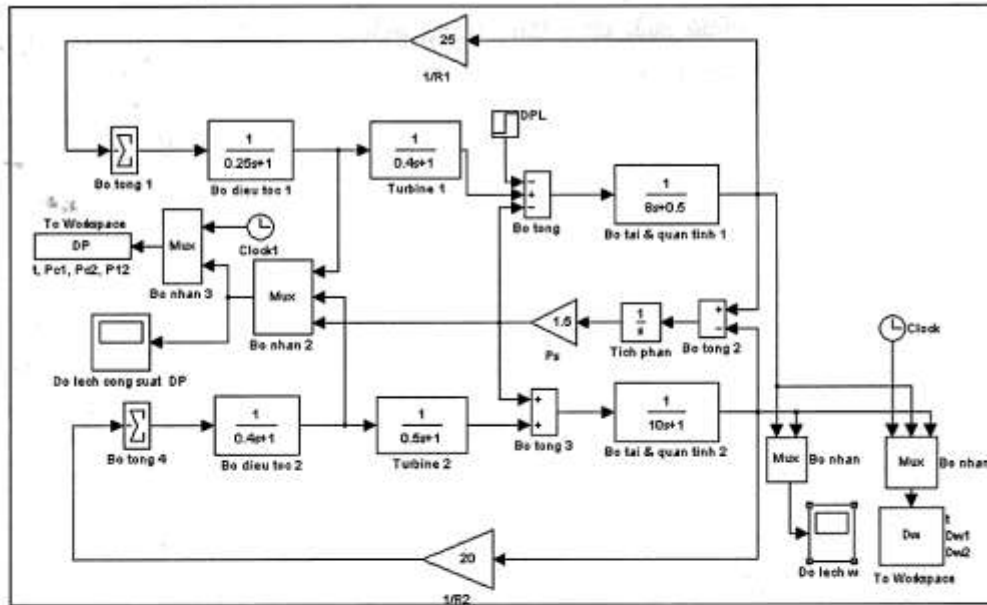 25
1/R1
DPL
Σ
Bo tong 1
1
0.25s+1
Bo dieu toc 1
1
0.4s+1
Turbine 1
−
+
−
Bo tong
1
8s+0.5
Bo tai & quan tinh 1
To Workspace
DP
t, Pc1, Pc2, P12
Mux
Bo nhan 3
Clock1
Mux
Bo nhan 2
1.5
Ps
1
s
Tich phan
+
−
Bo tong 2
Clock
Do lech cong suat DP
Σ
Bo tong 4
1
0.4s+1
Bo dieu toc 2
1
0.5s+1
Turbine 2
+
+
Bo tong 3
1
10s+1
Bo tai & quan tinh 2
Mux
Bo nhan
Mux
Bo nhan
Do lech w
Dw
t
Dw1
Dw2
To Workspace
20
1/R2